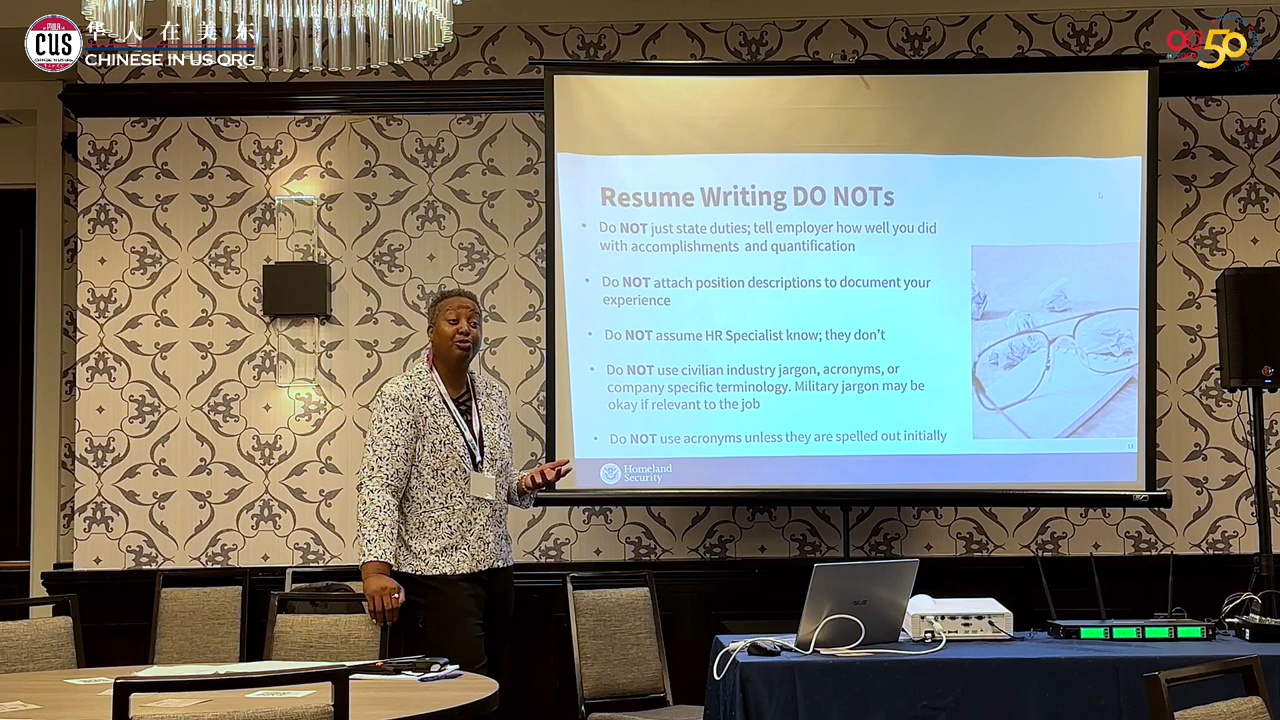 CUS
华人在美东
CHINESE IN US.ORG
50
Resume Writing DO NOTs
• Do NOT just state duties; tell employer how well you did
with accomplishments and quantification
• Do NOT attach position descriptions to document your
experience
• Do NOT assume HR Specialist know; they don't
• Do NOT use civilian industry jargon, acronyms, or
company specific terminology. Military jargon may be
okay if relevant to the job
• Do NOT use acronyms unless they are spelled out initially
13
Homeland
Security